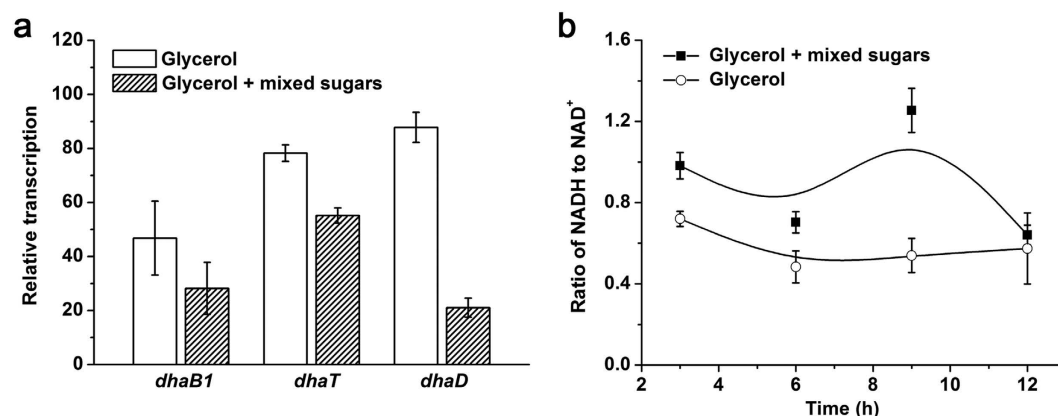 a
120
100
80
60
40
20
0
Relative transcription
Glycerol
Glycerol + mixed sugars
dhaB1 dhaT dhaD
b
1.6
1.2
0.8
0.4
0.0
Ratio of NADH to NAD+
Glycerol + mixed sugars
Glycerol
2 4 6 8 10 12
Time (h)